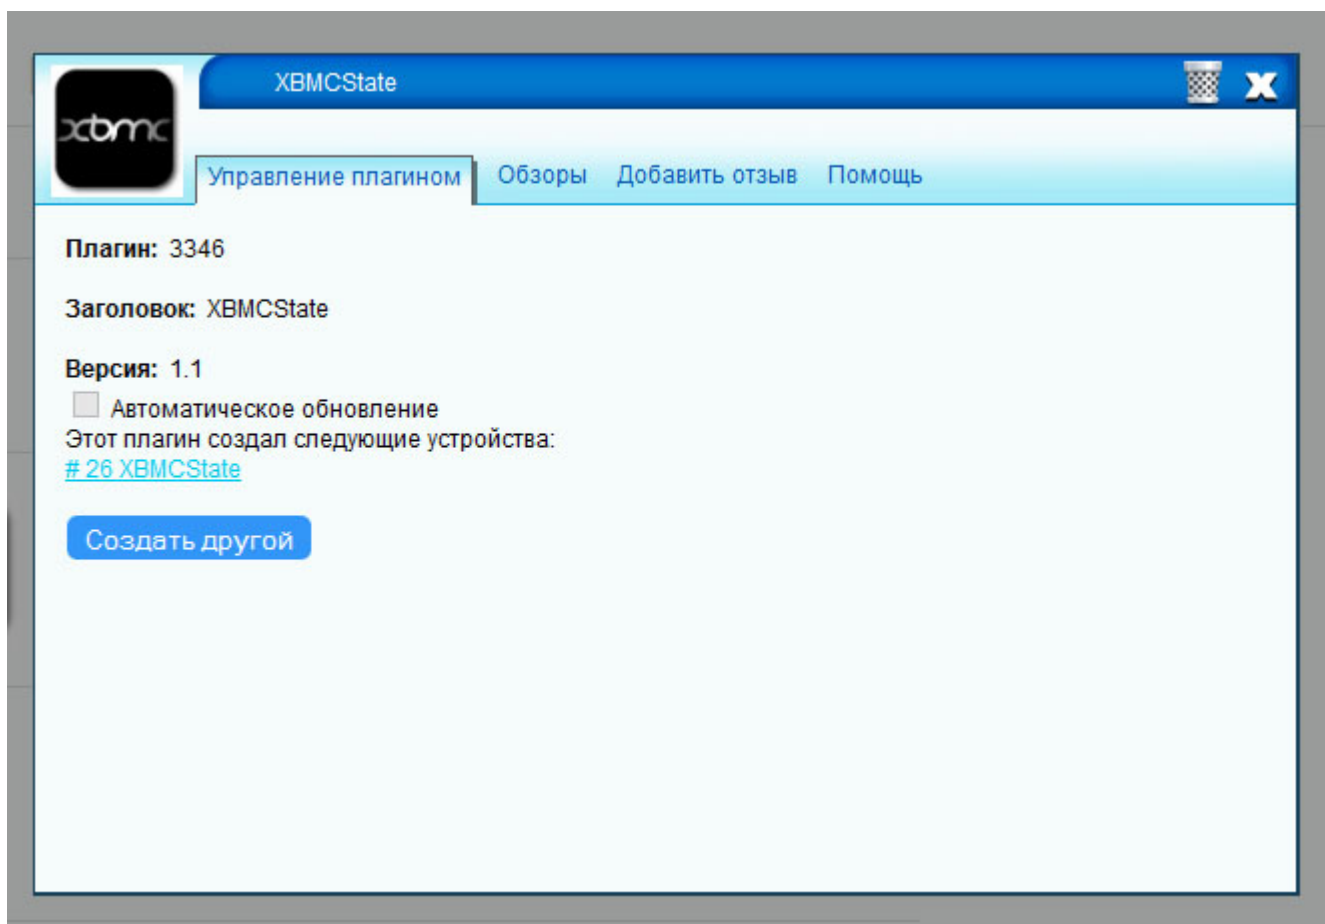 XBMCState
xbmc
Управление плагином Обзоры Добавить отзыв Помощь
Плагин: 3346
Заголовок: XBMCState
Версия: 1.1
Автоматическое обновление
Этот плагин создал следующие устройства:
# 26 XBMCState
Создать другой